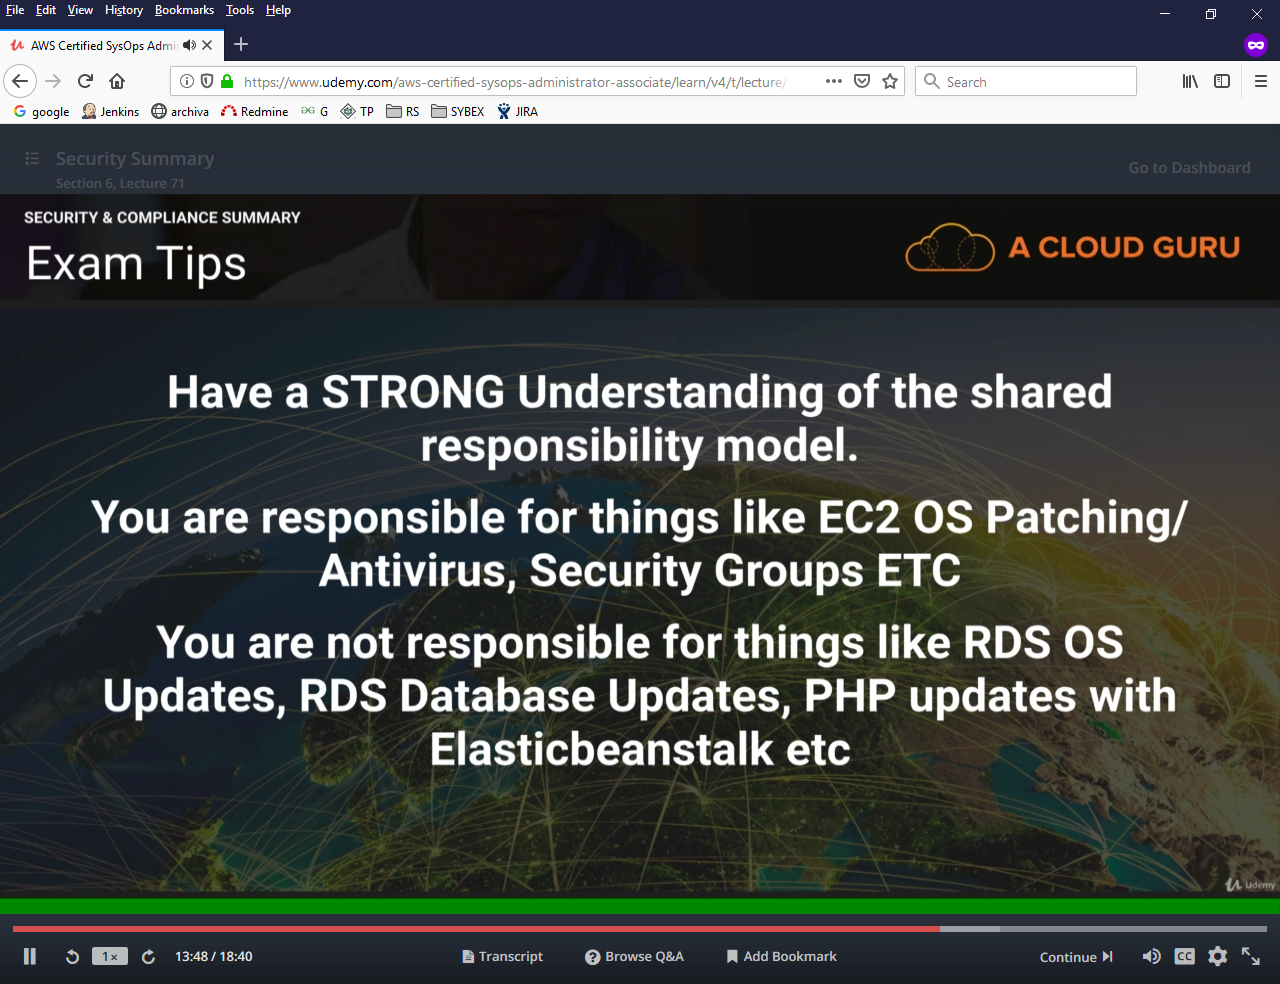 File Edit View History Bookmarks Tools Help
AWS Certified SysOps Admi
https://www.udemy.com/aws-certified-sysops-administrator-associate/learn/v4/t/lecture/
Search
google Jenkins archiva Redmine G TP RS SYBEX JIRA
Security Summary
Section 6, Lecture 71
Go to Dashboard
SECURITY & COMPLIANCE SUMMARY
Exam Tips
A CLOUD GURU
Have a STRONG Understanding of the shared
responsibility model.
You are responsible for things like EC2 OS Patching/
Antivirus, Security Groups ETC
You are not responsible for things like RDS OS
Updates, RDS Database Updates, PHP updates with
Elasticbeanstalk etc
Udemy
1x
13:48 / 18:40
Transcript
Browse Q&A
Add Bookmark
Continue
CC